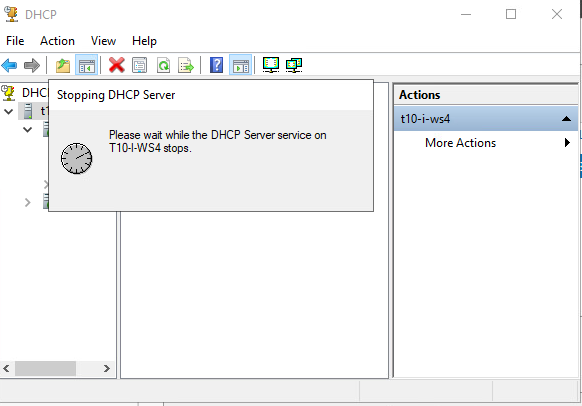 DHCP
File Action View Help
DHC
t1
Stopping DHCP Server
Please wait while the DHCP Server service on
T10-I-WS4 stops.
Actions
t10-i-ws4
More Actions